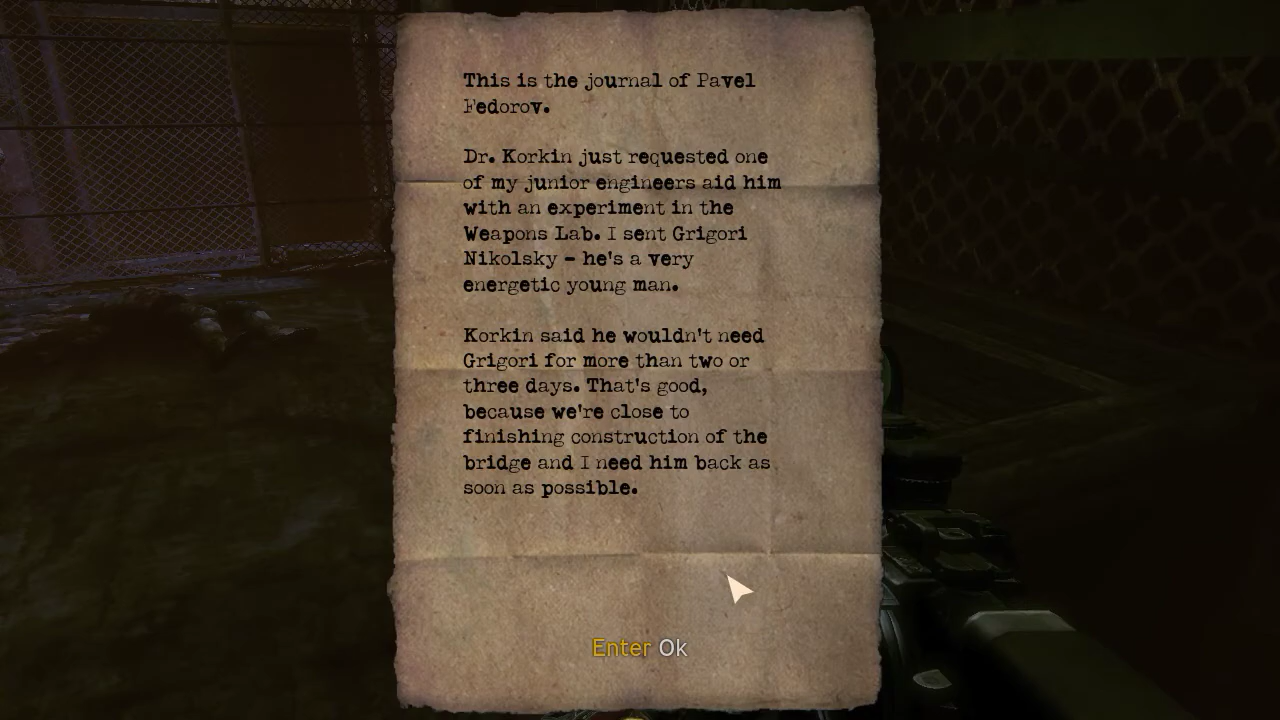 This is the journal of Pavel
Fedorov.
Dr. Korkin just requested one
of my junior engineers aid him
with an experiment in the
Weapons Lab. I sent Grigori
Nikolsky - he's a very
energetic young man.
Korkin said he wouldn't need
Grigori for more than two or
three days. That's good,
because we're close to
finishing construction of the
bridge and I need him back as
soon as possible.
Enter Ok